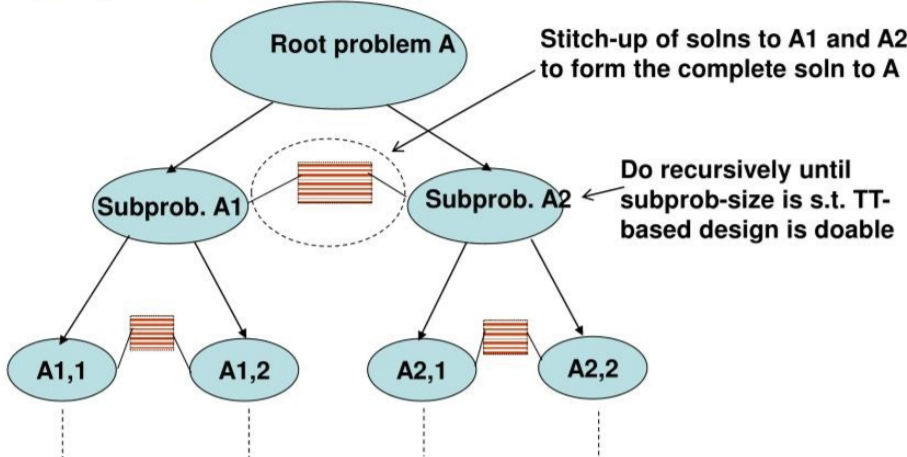 Root problem A
Stitch-up of solns to A1 and A2
to form the complete soln to A
Subprob. A1
Subprob. A2
Do recursively until
subprob-size is s.t. TT-
based design is doable
A1,1
A1,2
A2,1
A2,2